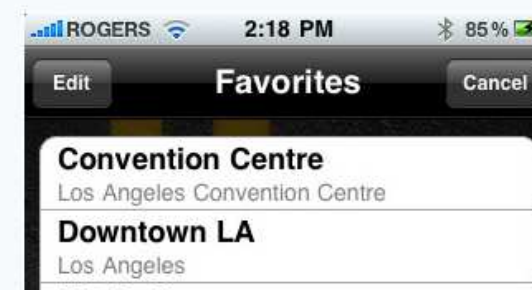 ROGERS 2:18 PM 85%
Edit Favorites Cancel
Convention Centre
Los Angeles Convention Centre
Downtown LA
Los Angeles